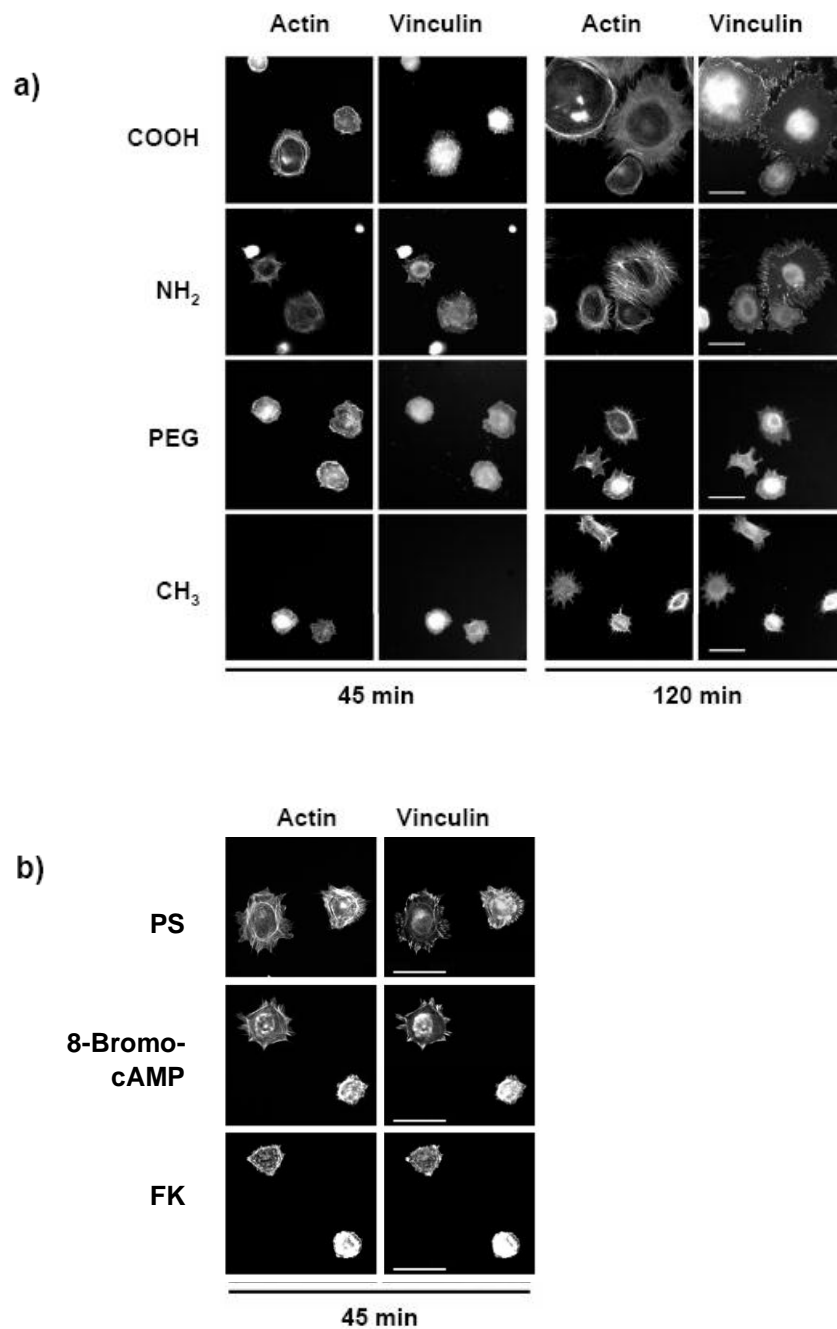 Actin Vinculin Actin Vinculin
a)
COOH
NH₂
PEG
CH₃
45 min 120 min
Actin Vinculin
b)
PS
8-Bromo-
cAMP
FK
45 min